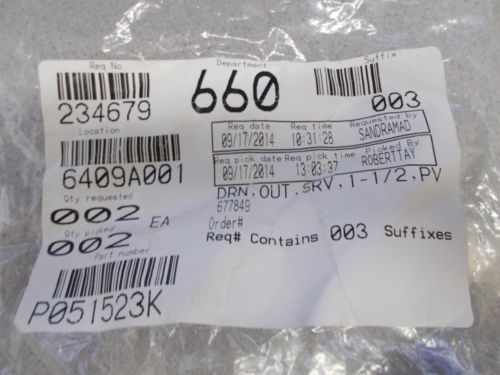 Req No.
234679
Department
660
Suffix
003
Location
6409A001
Req date Req time Requested by
09/17/2014 10:31:28 SANDRAMAD
Req pick date Req pick time Picked By
09/17/2014 13:03:37 ROBERTTAY
Qty requested
002 EA
Qty picked
002
DRN,OUT,SRV,1-1/2,PV
677849
Order#
Req# Contains 003 Suffixes
Part number
P051523K